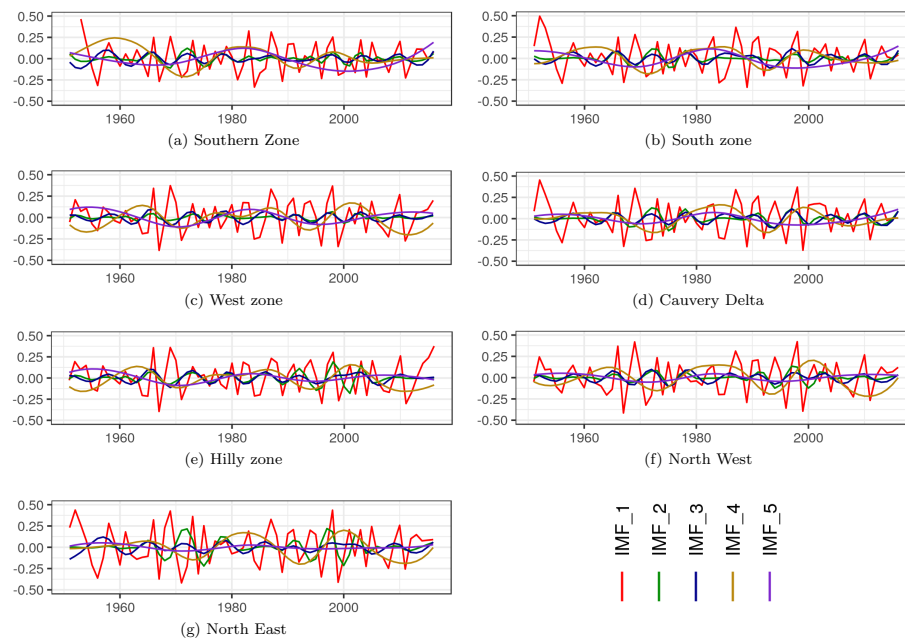 0.50
0.25
0.00
-0.25
-0.50
1960 1980 2000
(a) Southern Zone
0.50
0.25
0.00
-0.25
-0.50
1960 1980 2000
(b) South zone
0.50
0.25
0.00
-0.25
-0.50
1960 1980 2000
(c) West zone
0.50
0.25
0.00
-0.25
-0.50
1960 1980 2000
(d) Cauvery Delta
0.50
0.25
0.00
-0.25
-0.50
1960 1980 2000
(e) Hilly zone
0.50
0.25
0.00
-0.25
-0.50
1960 1980 2000
(f) North West
0.50
0.25
0.00
-0.25
-0.50
1960 1980 2000
(g) North East
IMF_1
IMF_2
IMF_3
IMF_4
IMF_5